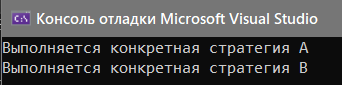 Консоль отладки Microsoft Visual Studio
Выполняется конкретная стратегия A
Выполняется конкретная стратегия B